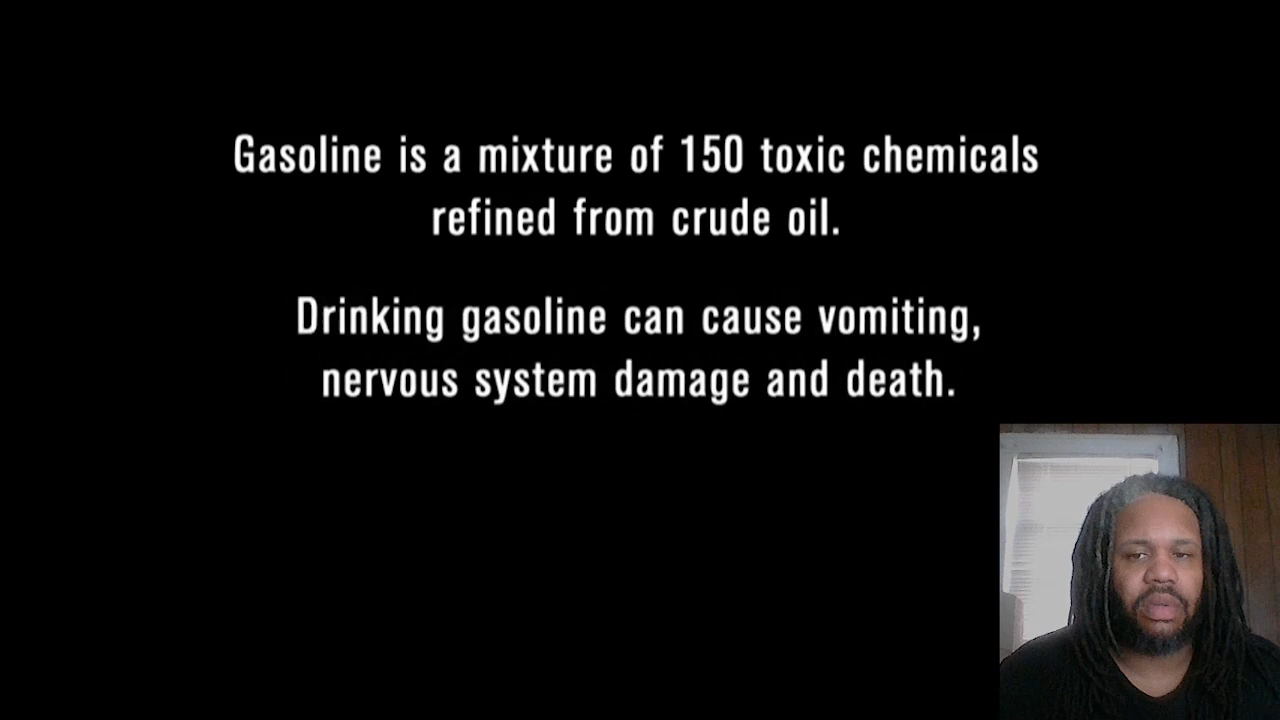 Gasoline is a mixture of 150 toxic chemicals
refined from crude oil.
Drinking gasoline can cause vomiting,
nervous system damage and death.